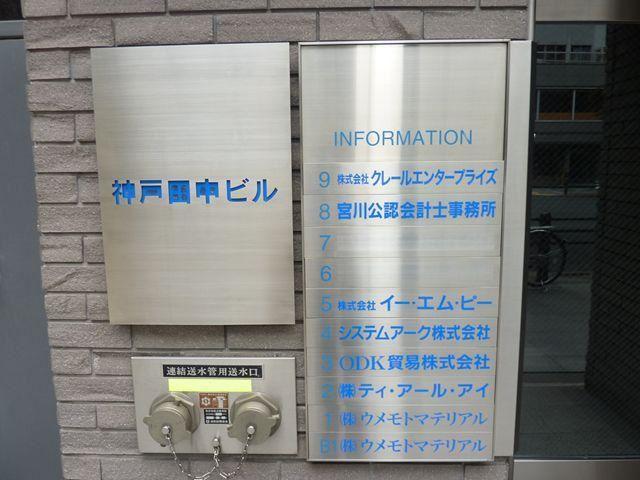 神戸田中ビル
INFORMATION
9 株式会社 クレールエンタープライズ
8 宮川公認会計士事務所
7
6
5 株式会社 イー・エム・ピー
4 システムアーク株式会社
3 ODK貿易株式会社
2 (株)ティ・アール・アイ
1 (株)ウメモトマテリアル
B1 (株)ウメモトマテリアル
連結送水管用送水口